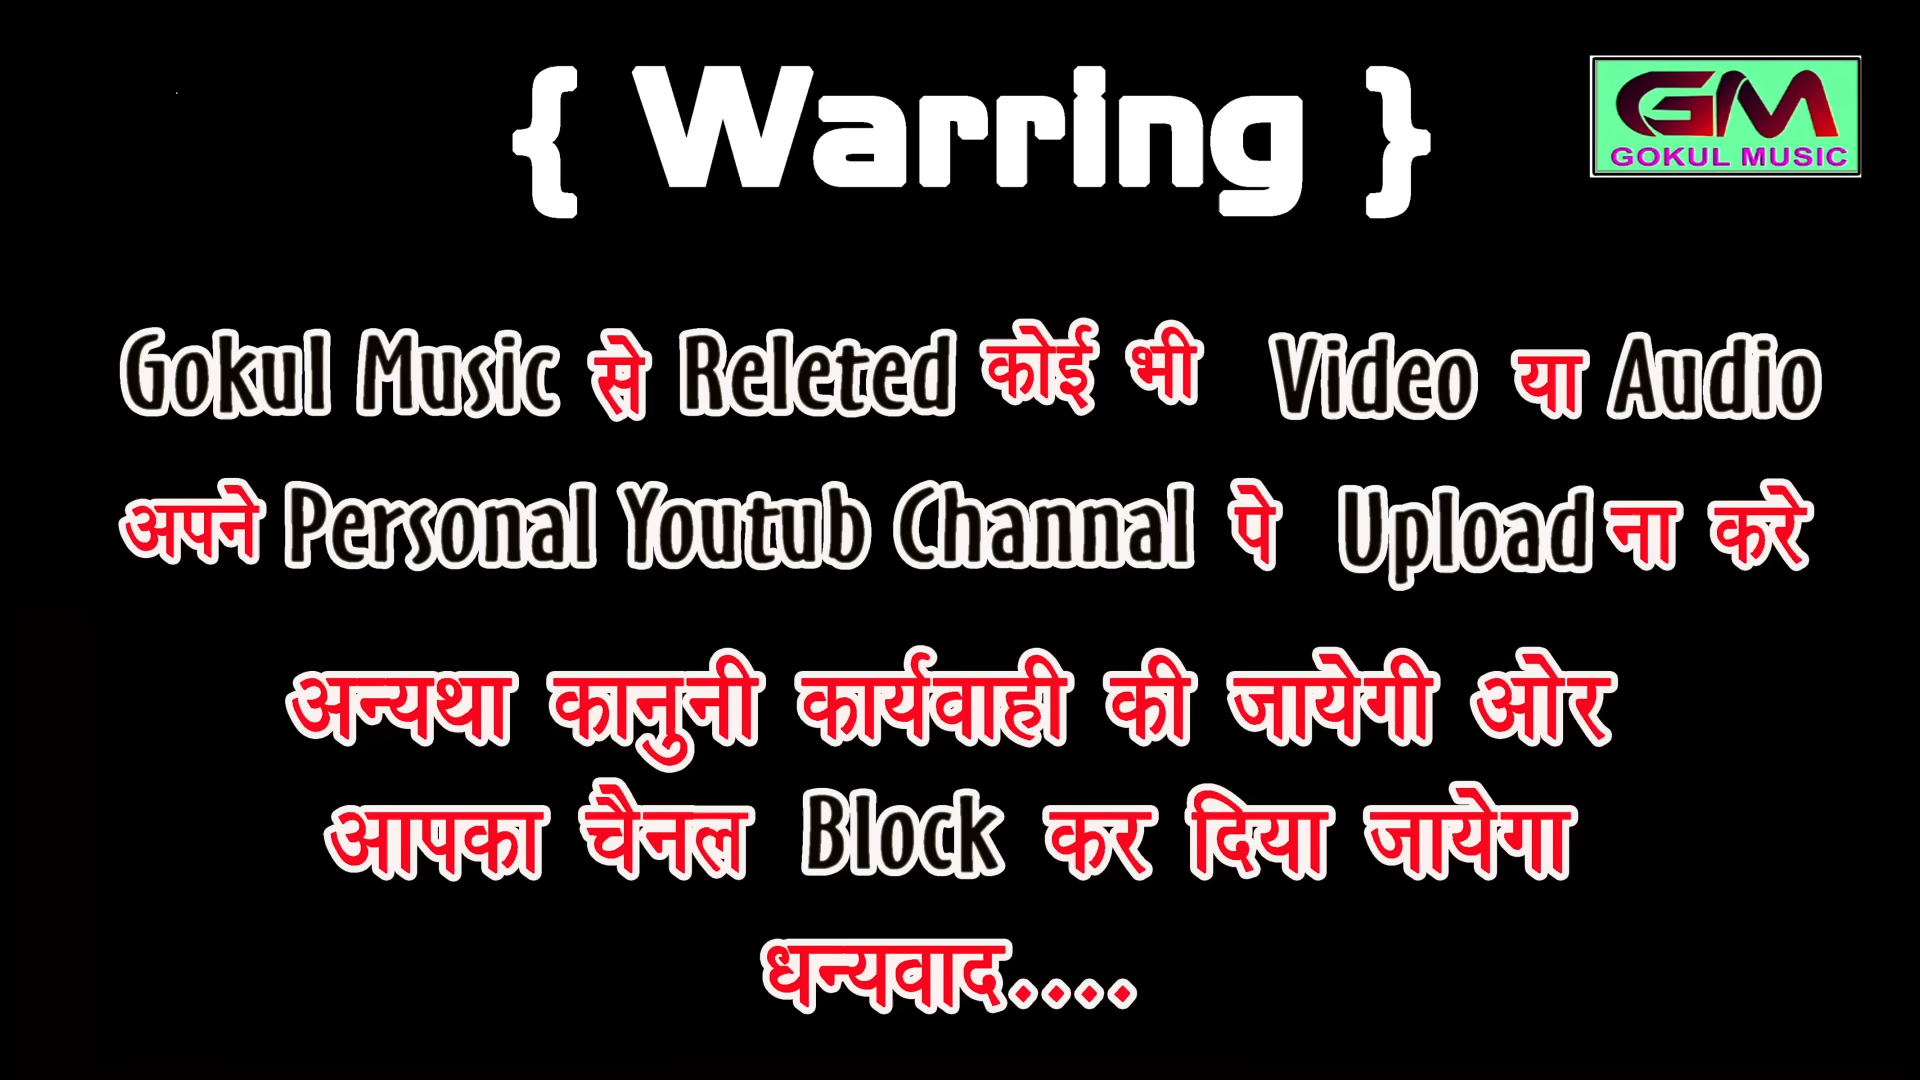 { Warring }
GM
GOKUL MUSIC
Gokul Music से Releted कोई भी Video या Audio
अपने Personal Youtub Channal पे Upload ना करे
अन्यथा कानुनी कार्यवाही की जायेगी ओर
आपका चैनल Block कर दिया जायेगा
धन्यवाद....